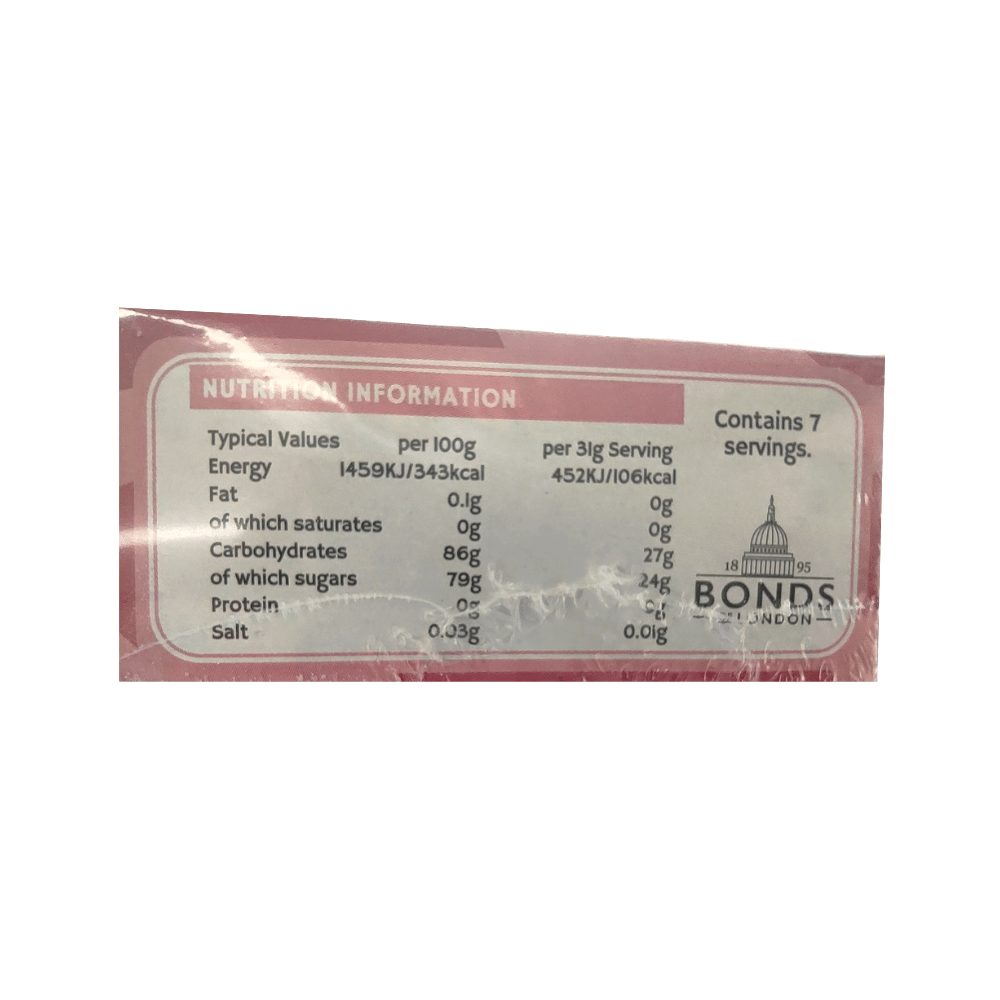 NUTRITION INFORMATION
Typical Values per 100g per 31g Serving
Energy 1459KJ/343kcal 452KJ/106kcal
Fat 0.1g 0g
of which saturates 0g 0g
Carbohydrates 86g 27g
of which sugars 79g 24g
Protein 0g 0g
Salt 0.03g 0.01g
Contains 7
servings.
18 95
BONDS
OF LONDON